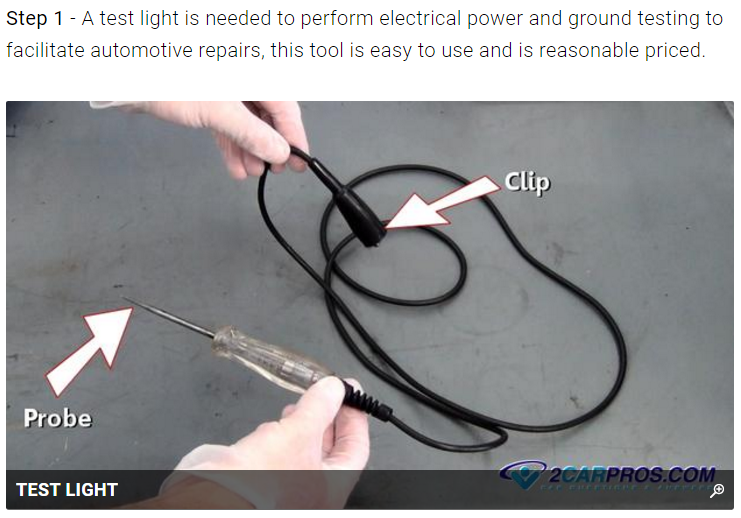 Step 1 - A test light is needed to perform electrical power and ground testing to
facilitate automotive repairs, this tool is easy to use and is reasonable priced.
Clip
Probe
2CARPROS.COM
TEST LIGHT